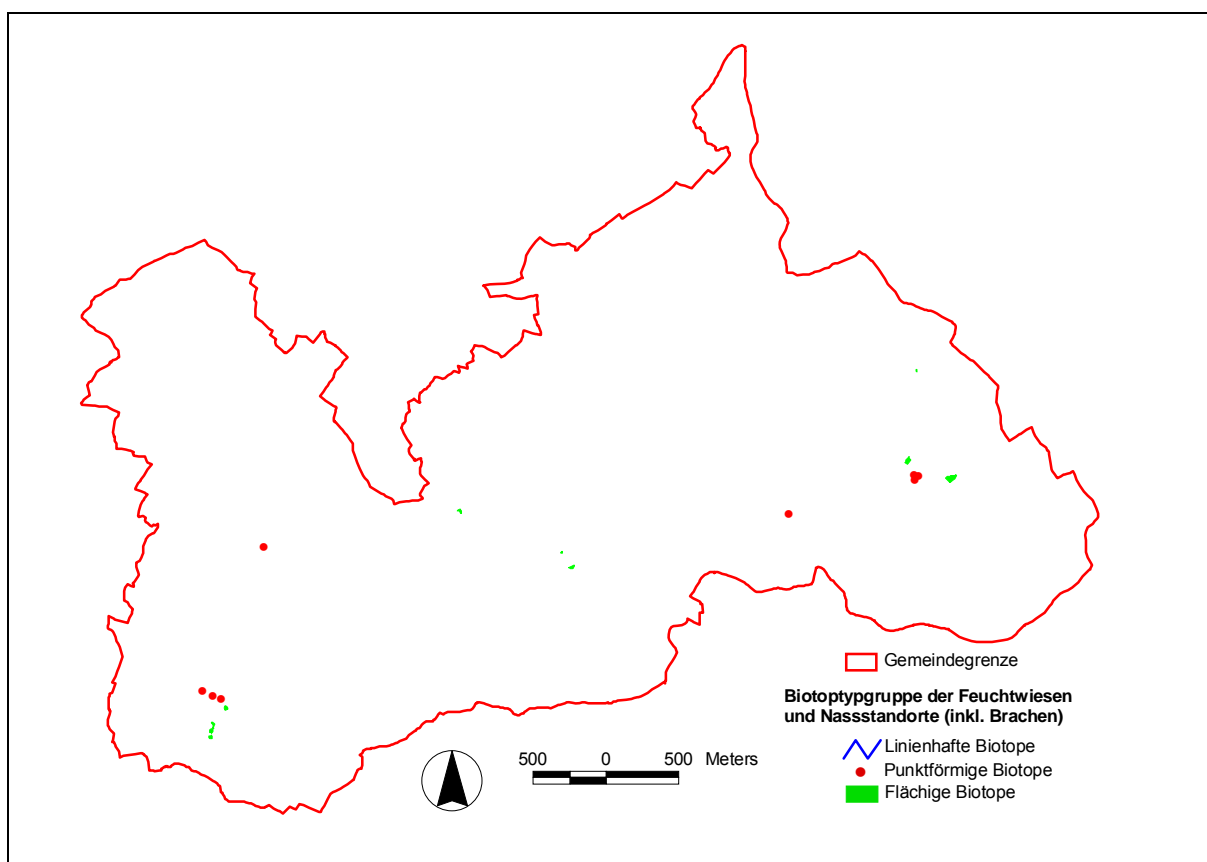 Gemeindegrenze
Biotoptypgruppe der Feuchtwiesen
und Nassstandorte (inkl. Brachen)
Linienhafte Biotope
Punktförmige Biotope
Flächige Biotope
500 0 500 Meters